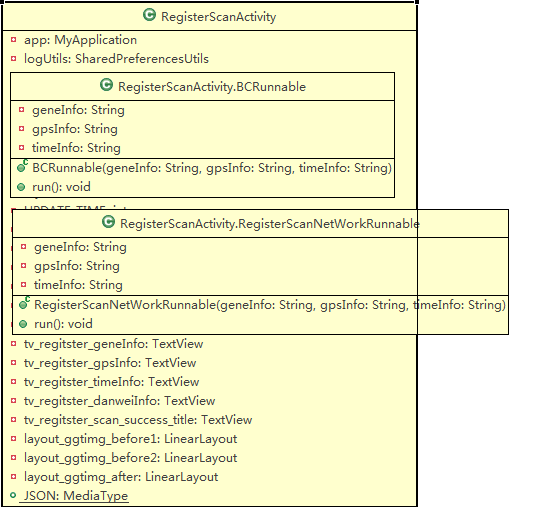 RegisterScanActivity
app: MyApplication
logUtils: SharedPreferencesUtils
RegisterScanActivity.BCRunnable
geneInfo: String
gpsInfo: String
timeInfo: String
BCRunnable(geneInfo: String, gpsInfo: String, timeInfo: String)
run(): void
UPDATE_TIME: int
RegisterScanActivity.RegisterScanNetWorkRunnable
geneInfo: String
gpsInfo: String
timeInfo: String
RegisterScanNetWorkRunnable(geneInfo: String, gpsInfo: String, timeInfo: String)
run(): void
tv_regitster_geneInfo: TextView
tv_regitster_gpsInfo: TextView
tv_regitster_timeInfo: TextView
tv_regitster_danweiInfo: TextView
tv_regitster_scan_success_title: TextView
layout_ggtimg_before1: LinearLayout
layout_ggtimg_before2: LinearLayout
layout_ggtimg_after: LinearLayout
JSON: MediaType